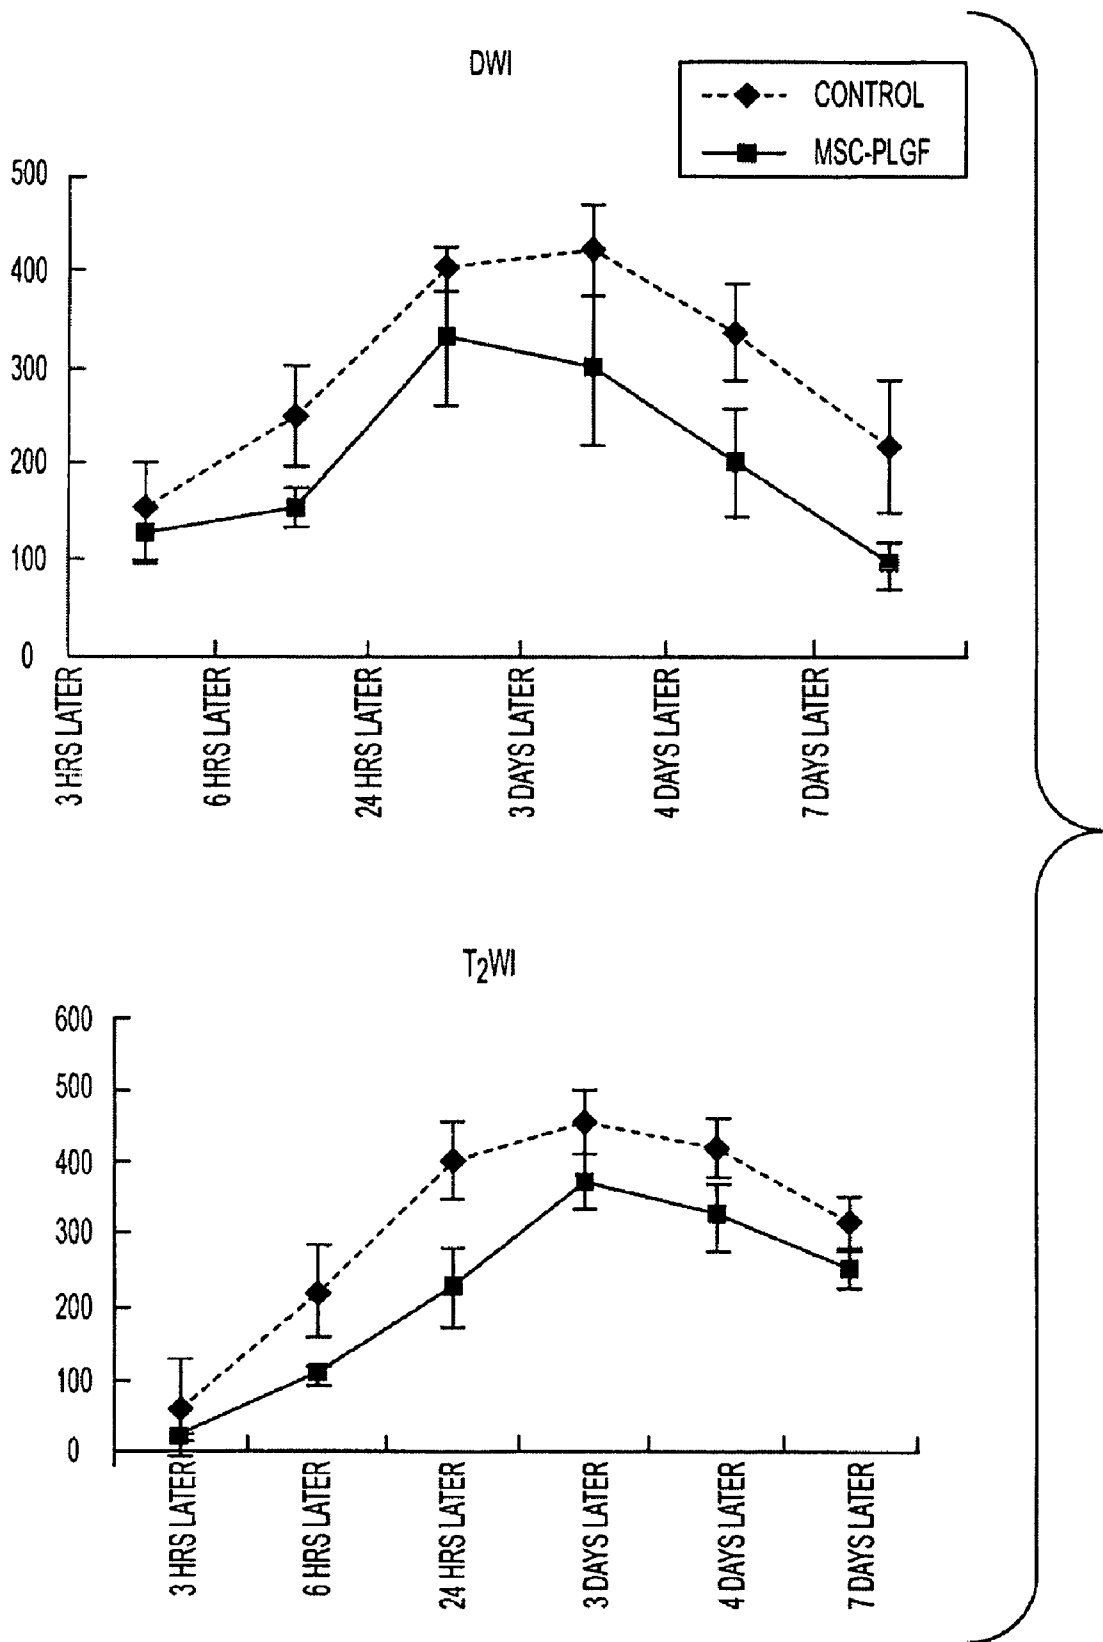 DWI
CONTROL
MSC-PLGF
500
400
300
200
100
0
3 HRS LATER
6 HRS LATER
24 HRS LATER
3 DAYS LATER
4 DAYS LATER
7 DAYS LATER
T₂WI
600
500
400
300
200
100
0
3 HRS LATER
6 HRS LATER
24 HRS LATER
3 DAYS LATER
4 DAYS LATER
7 DAYS LATER